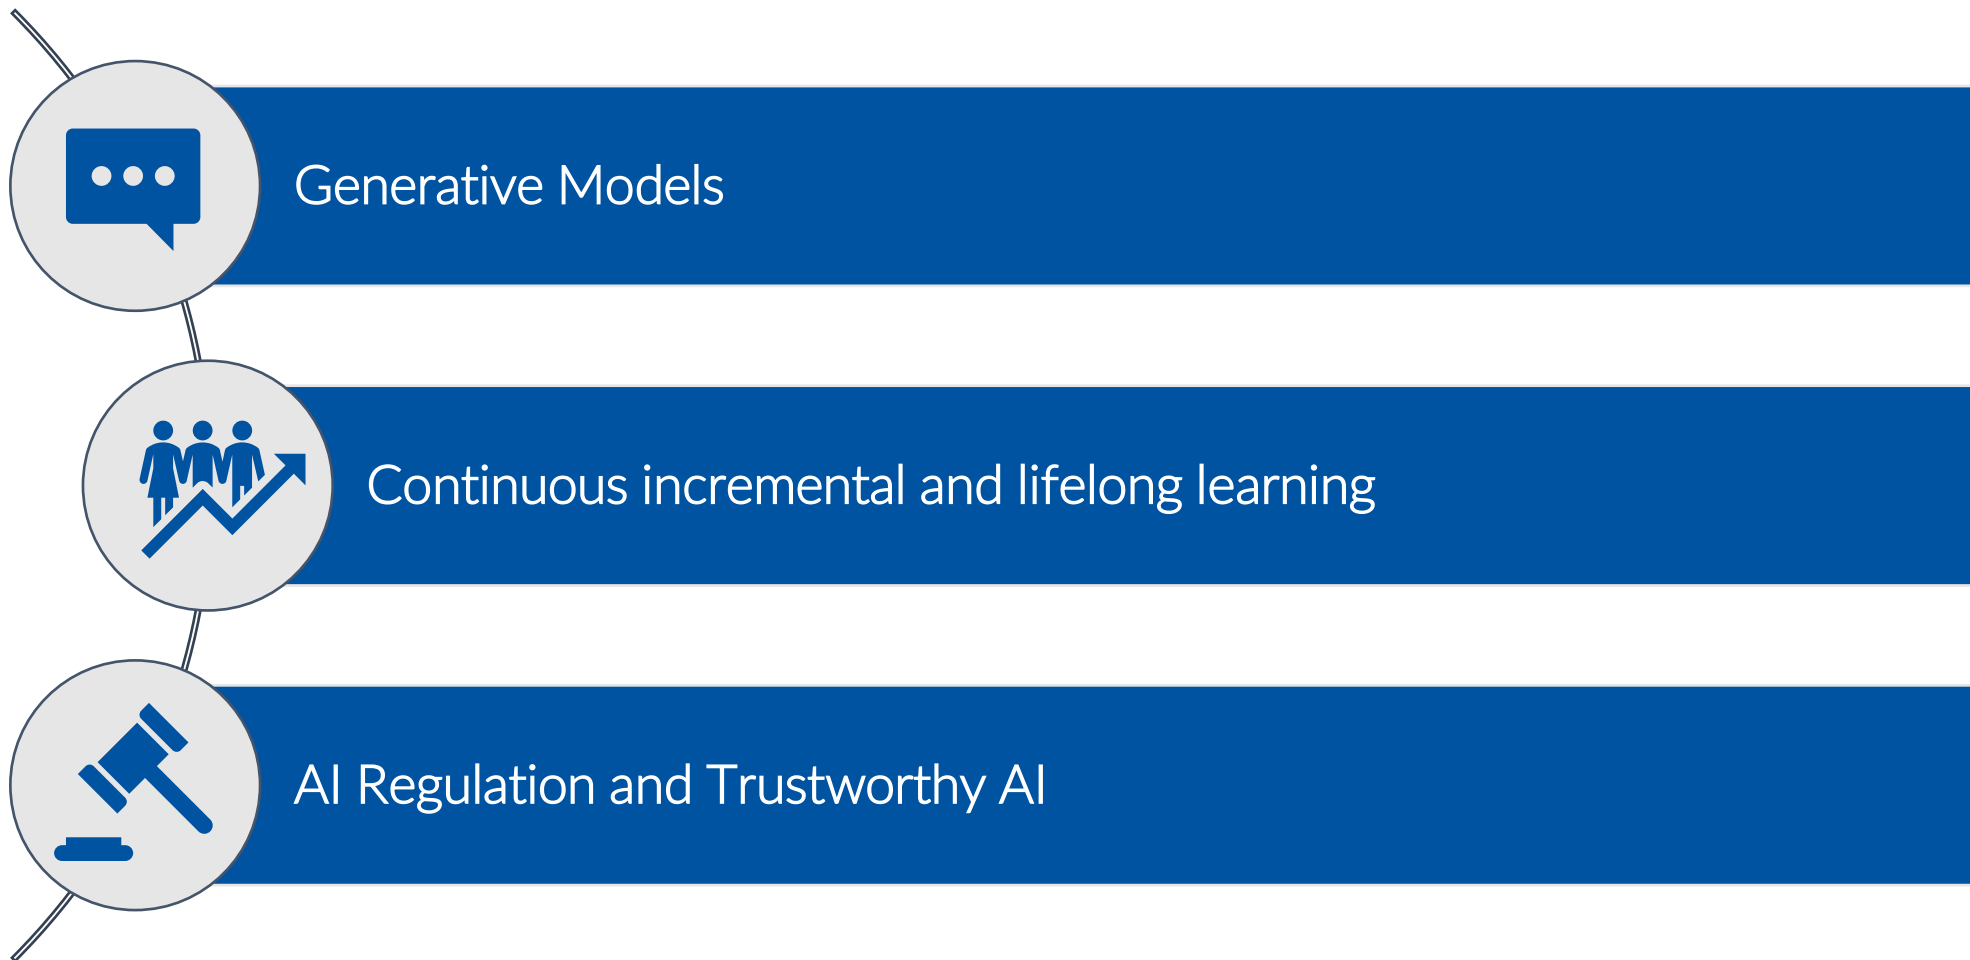 Generative Models
Continuous incremental and lifelong learning
AI Regulation and Trustworthy AI